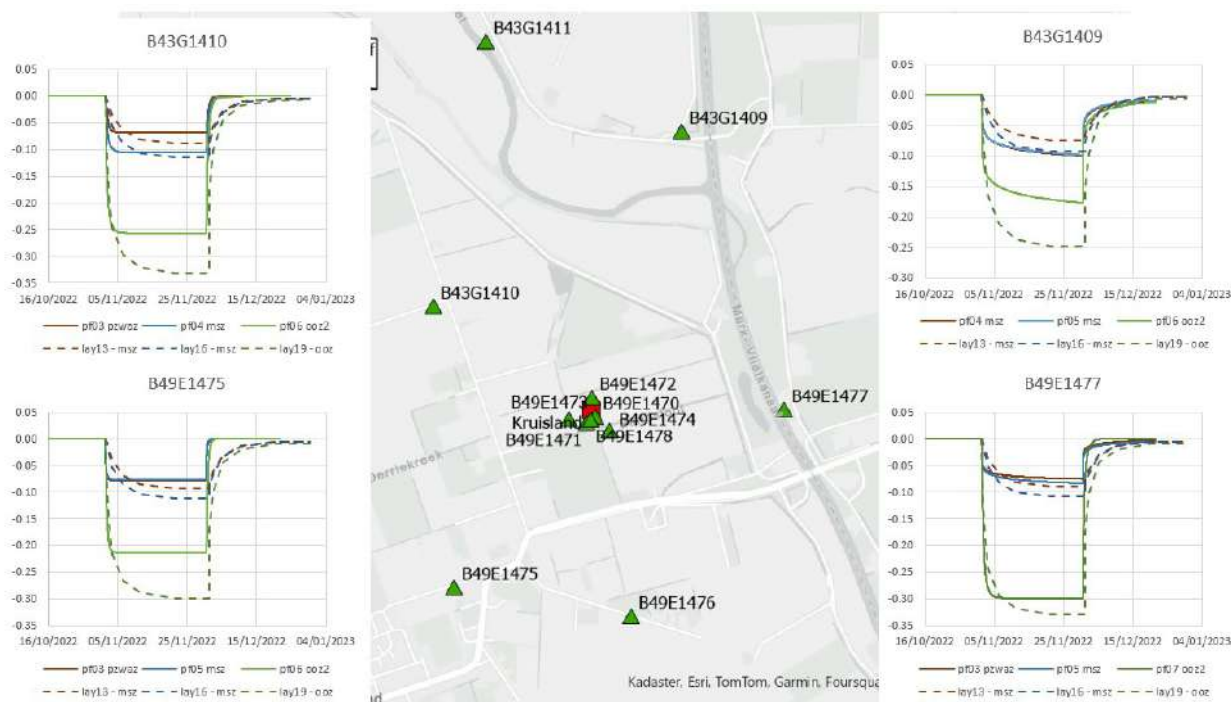 B43G1410
0.05
0.00
-0.05
-0.10
-0.15
-0.20
-0.25
-0.30
-0.35
16/10/2022 05/11/2022 25/11/2022 15/12/2022 04/01/2023
pf03 pzwaz pf04 msz pf06 ooz2
lay13 - msz lay16 - msz lay19 - ooz
B49E1475
0.05
0.00
-0.05
-0.10
-0.15
-0.20
-0.25
-0.30
-0.35
16/10/2022 05/11/2022 25/11/2022 15/12/2022 04/01/2023
pf03 pzwaz pf05 msz pf06 ooz2
lay13 - msz lay16 - msz lay19 - ooz
f
B43G1411
B43G1409
B43G1410
B49E1472
B49E1473 B49E1470
B49E1477
Kruisland B49E1474
B49E1471 B49E1478
Derriekreek
B49E1475
B49E1476
Kadaster, Esri, TomTom, Garmin, Foursqua
B43G1409
0.05
0.00
-0.05
-0.10
-0.15
-0.20
-0.25
-0.30
16/10/2022 05/11/2022 25/11/2022 15/12/2022 04/01/2023
pf04 msz pf05 msz pf06 ooz2
lay13 - msz lay16 - msz lay19 - ooz
B49E1477
0.05
0.00
-0.05
-0.10
-0.15
-0.20
-0.25
-0.30
-0.35
16/10/2022 05/11/2022 25/11/2022 15/12/2022 04/01/2023
pf03 pzwaz pf05 msz pf07 ooz2
lay13 - msz lay16 - msz lay19 - ooz